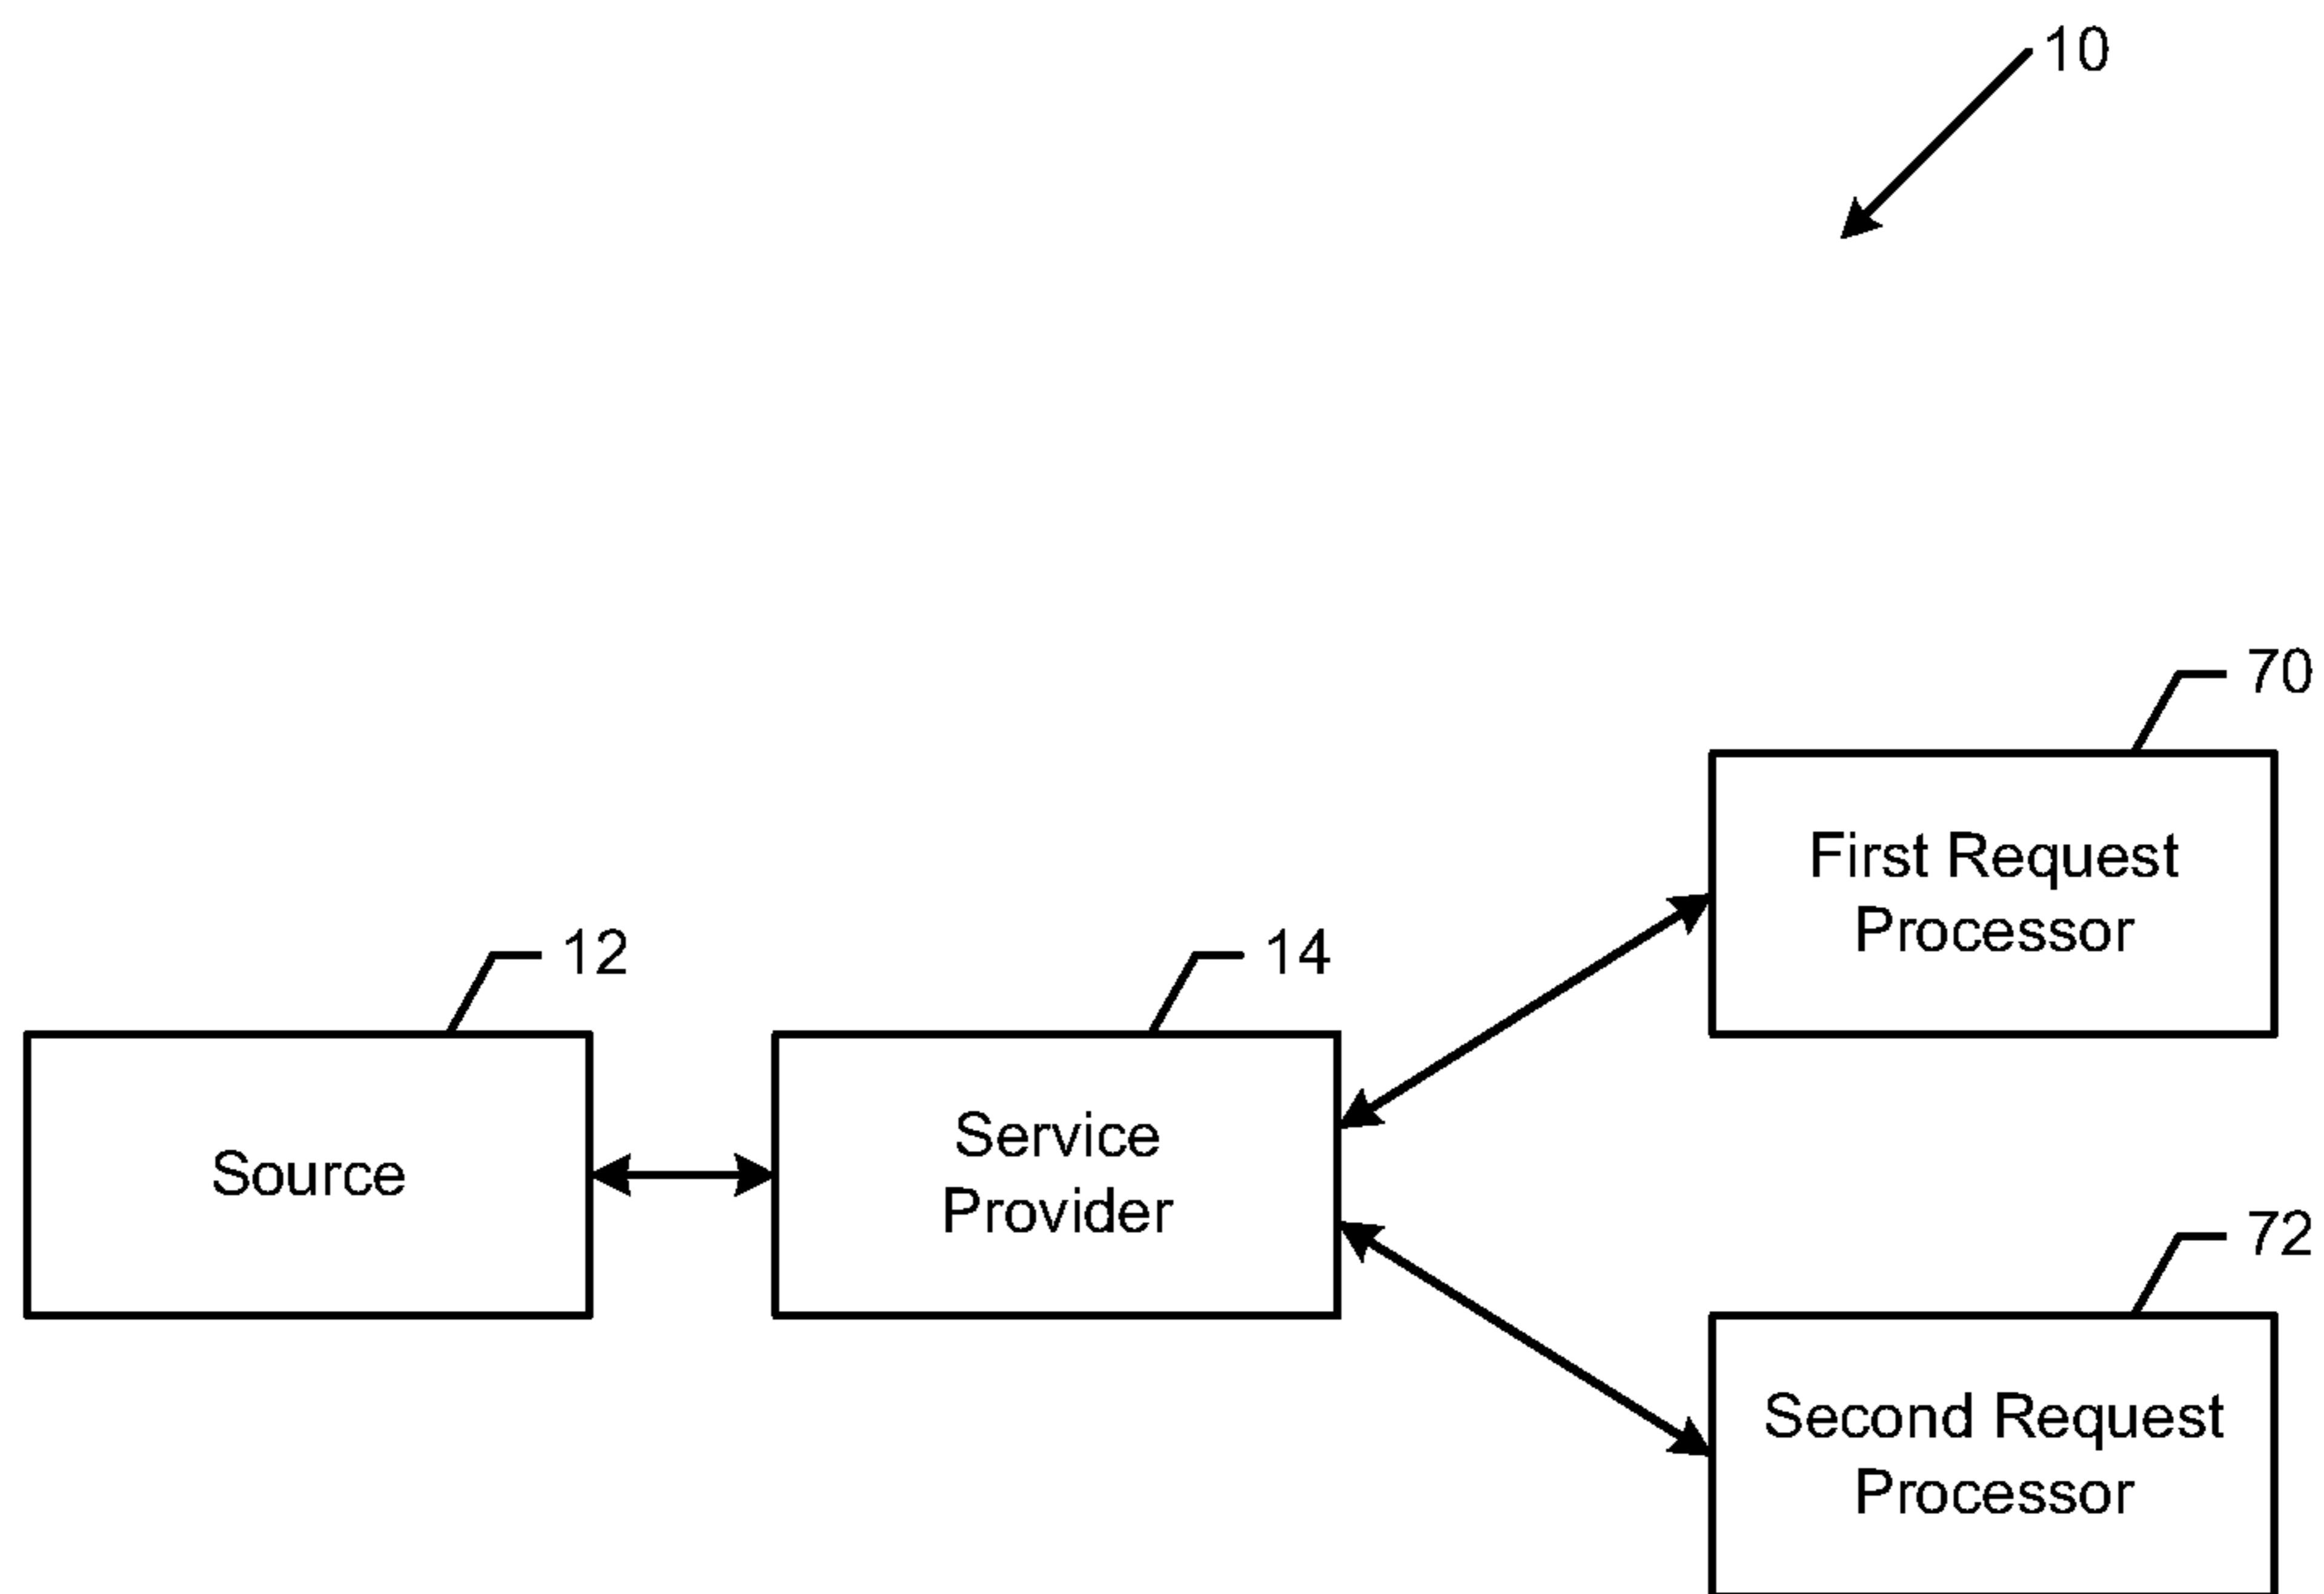 10
70
First Request
Processor
12
14
Source
Service
Provider
72
Second Request
Processor